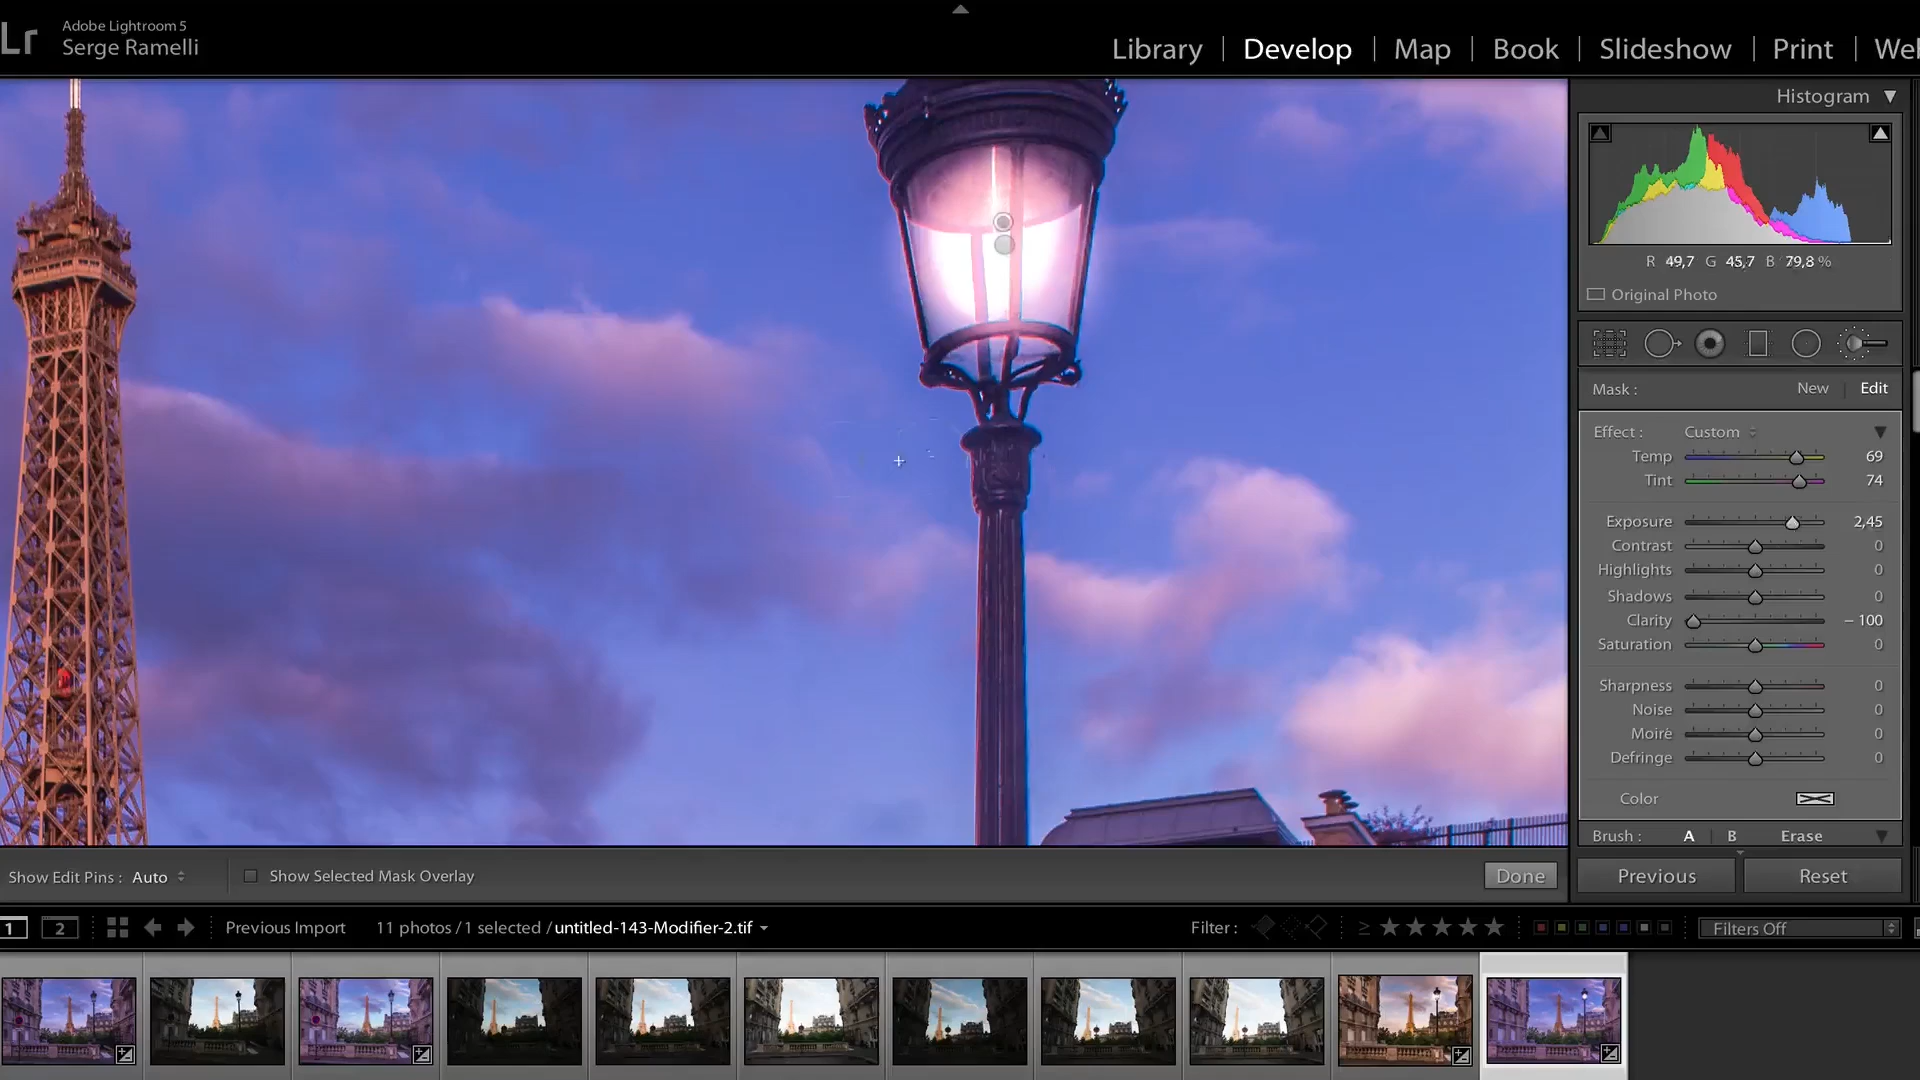 Lr
Adobe Lightroom 5
Serge Ramelli
Library | Develop | Map | Book | Slideshow | Print | Web
Histogram
R 49,7 G 45,7 B 79,8 %
Original Photo
Mask : New | Edit
Effect : Custom
Temp 69
Tint 74
Exposure 2,45
Contrast 0
Highlights 0
Shadows 0
Clarity – 100
Saturation 0
Sharpness 0
Noise 0
Moire 0
Defringe 0
Color
Brush : A | B Erase
Show Edit Pins : Auto
Show Selected Mask Overlay
Done
Previous
Reset
1 2 Previous Import 11 photos / 1 selected / untitled-143-Modifier-2.tif
Filter : ≥ ★ ★ ★ ★ ★ Filters Off